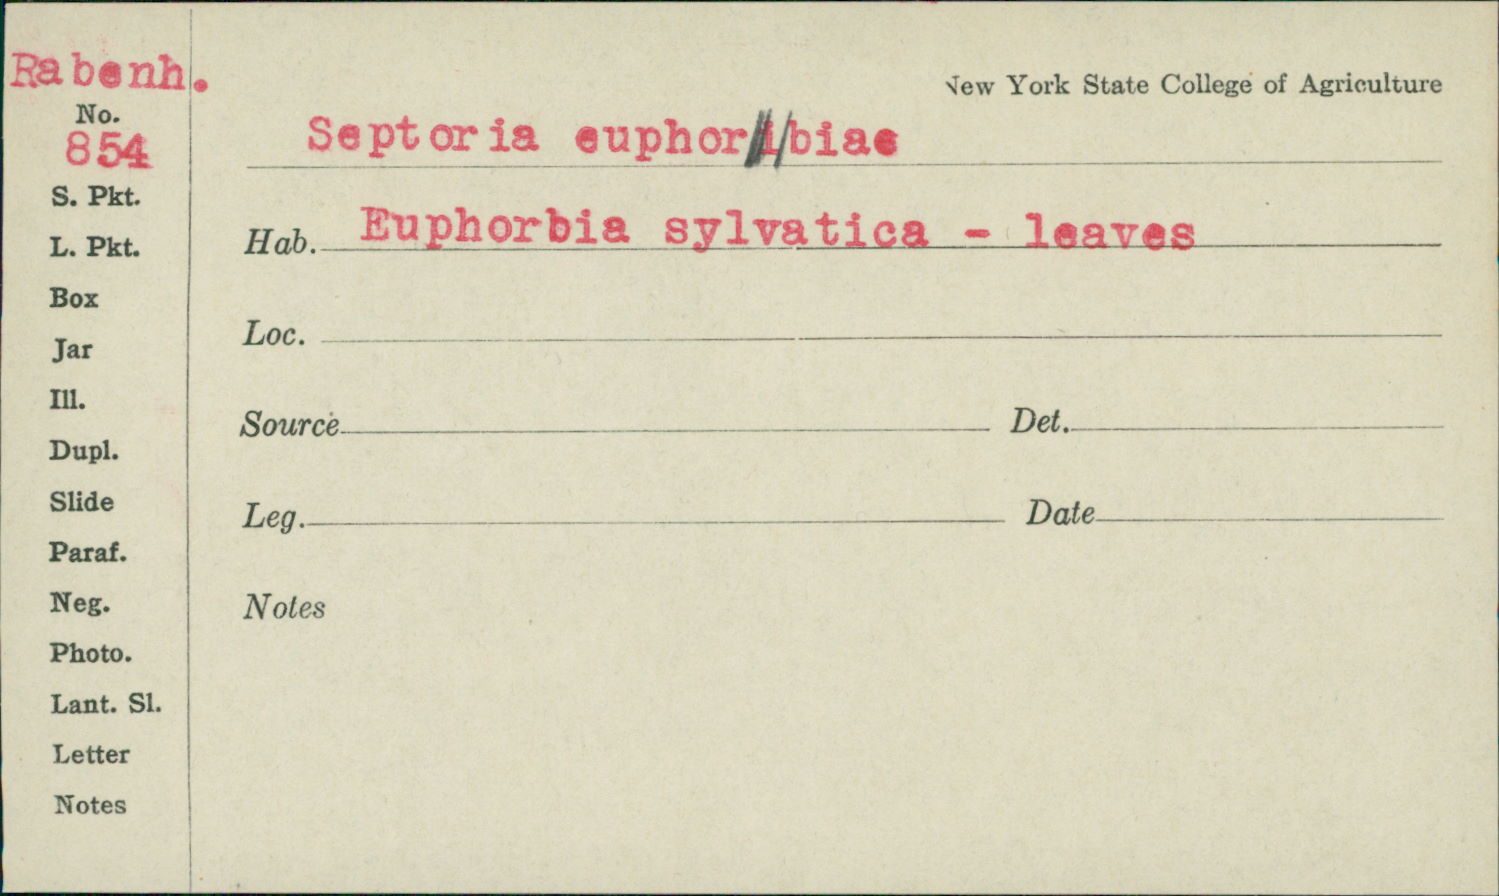 Rabenh.
No.
854
S. Pkt.
L. Pkt.
Box
Jar
Ill.
Dupl.
Slide
Paraf.
Neg.
Photo.
Lant. Sl.
Letter
Notes
New York State College of Agriculture
Septoria euphorbiae
Hab. Euphorbia sylvatica - leaves
Loc.
Source Det.
Leg. Date
Notes